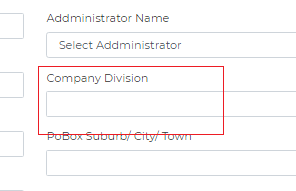 Addministrator Name
Select Addministrator
Company Division
PoBox Suburb/ City/ Town